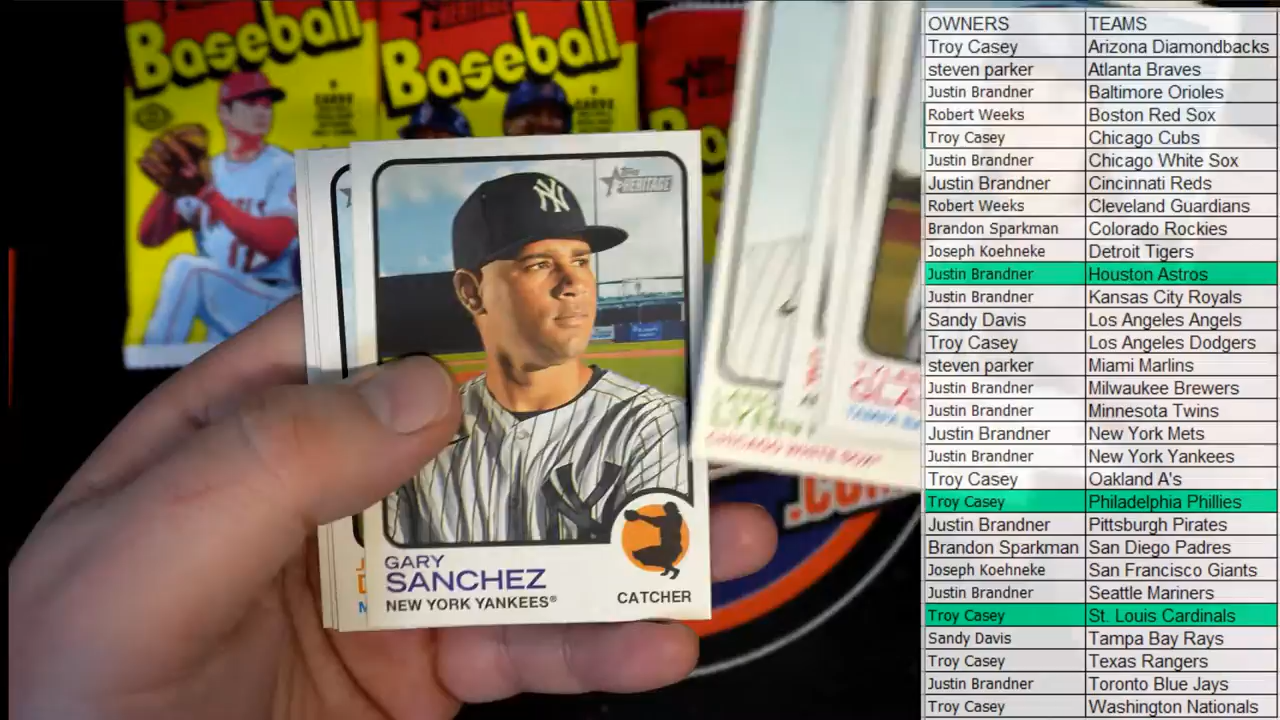 HERITAGE
Baseball
HERITAGE
Baseball
NY
Topps
HERITAGE
GARY
SANCHEZ
NEW YORK YANKEES®
CATCHER
CHICAGO WHITE SOX®
TAMPA BA
OWNERS TEAMS
Troy Casey Arizona Diamondbacks
steven parker Atlanta Braves
Justin Brandner Baltimore Orioles
Robert Weeks Boston Red Sox
Troy Casey Chicago Cubs
Justin Brandner Chicago White Sox
Justin Brandner Cincinnati Reds
Robert Weeks Cleveland Guardians
Brandon Sparkman Colorado Rockies
Joseph Koehneke Detroit Tigers
Justin Brandner Houston Astros
Justin Brandner Kansas City Royals
Sandy Davis Los Angeles Angels
Troy Casey Los Angeles Dodgers
steven parker Miami Marlins
Justin Brandner Milwaukee Brewers
Justin Brandner Minnesota Twins
Justin Brandner New York Mets
Justin Brandner New York Yankees
Troy Casey Oakland A's
Troy Casey Philadelphia Phillies
Justin Brandner Pittsburgh Pirates
Brandon Sparkman San Diego Padres
Joseph Koehneke San Francisco Giants
Justin Brandner Seattle Mariners
Troy Casey St. Louis Cardinals
Sandy Davis Tampa Bay Rays
Troy Casey Texas Rangers
Justin Brandner Toronto Blue Jays
Troy Casey Washington Nationals